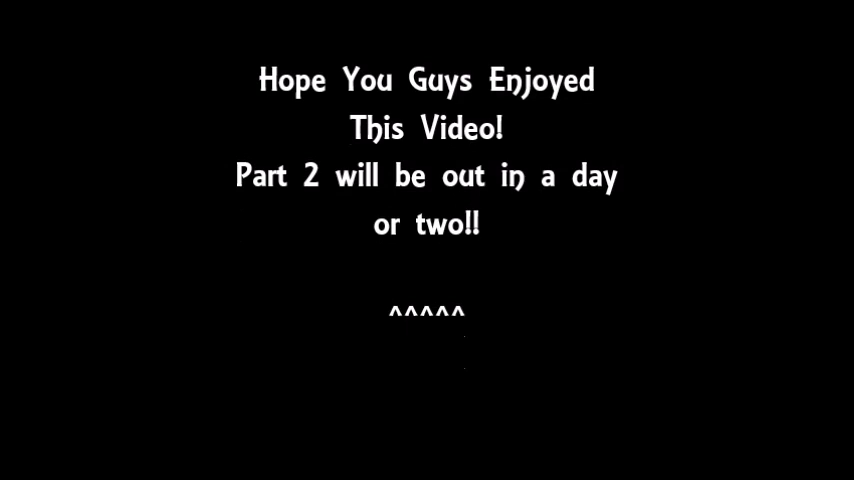 Hope You Guys Enjoyed
This Video!
Part 2 will be out in a day
or two!!
^^^^^